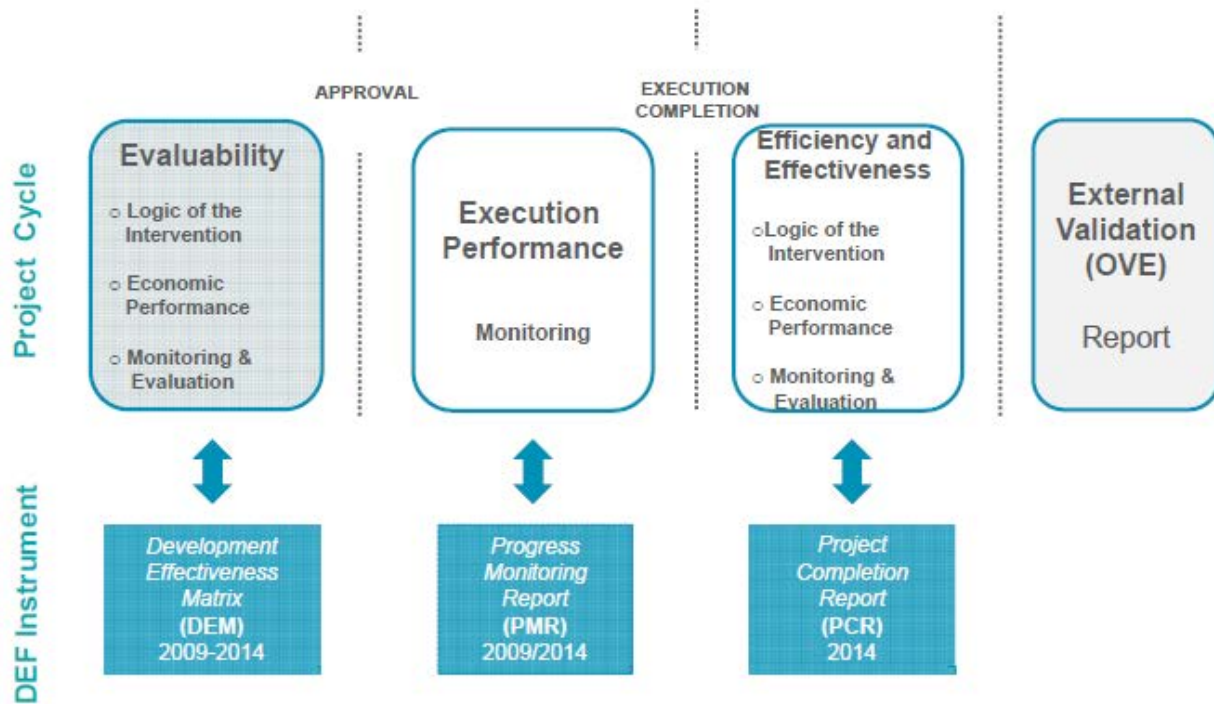 APPROVAL
EXECUTION
COMPLETION
Project Cycle
Evaluability
○ Logic of the
Intervention
○ Economic
Performance
○ Monitoring &
Evaluation
Execution
Performance
Monitoring
Efficiency and
Effectiveness
○Logic of the
Intervention
○ Economic
Performance
○ Monitoring &
Evaluation
External
Validation
(OVE)
Report
DEF Instrument
Development
Effectiveness
Matrix
(DEM)
2009-2014
Progress
Monitoring
Report
(PMR)
2009/2014
Project
Completion
Report
(PCR)
2014